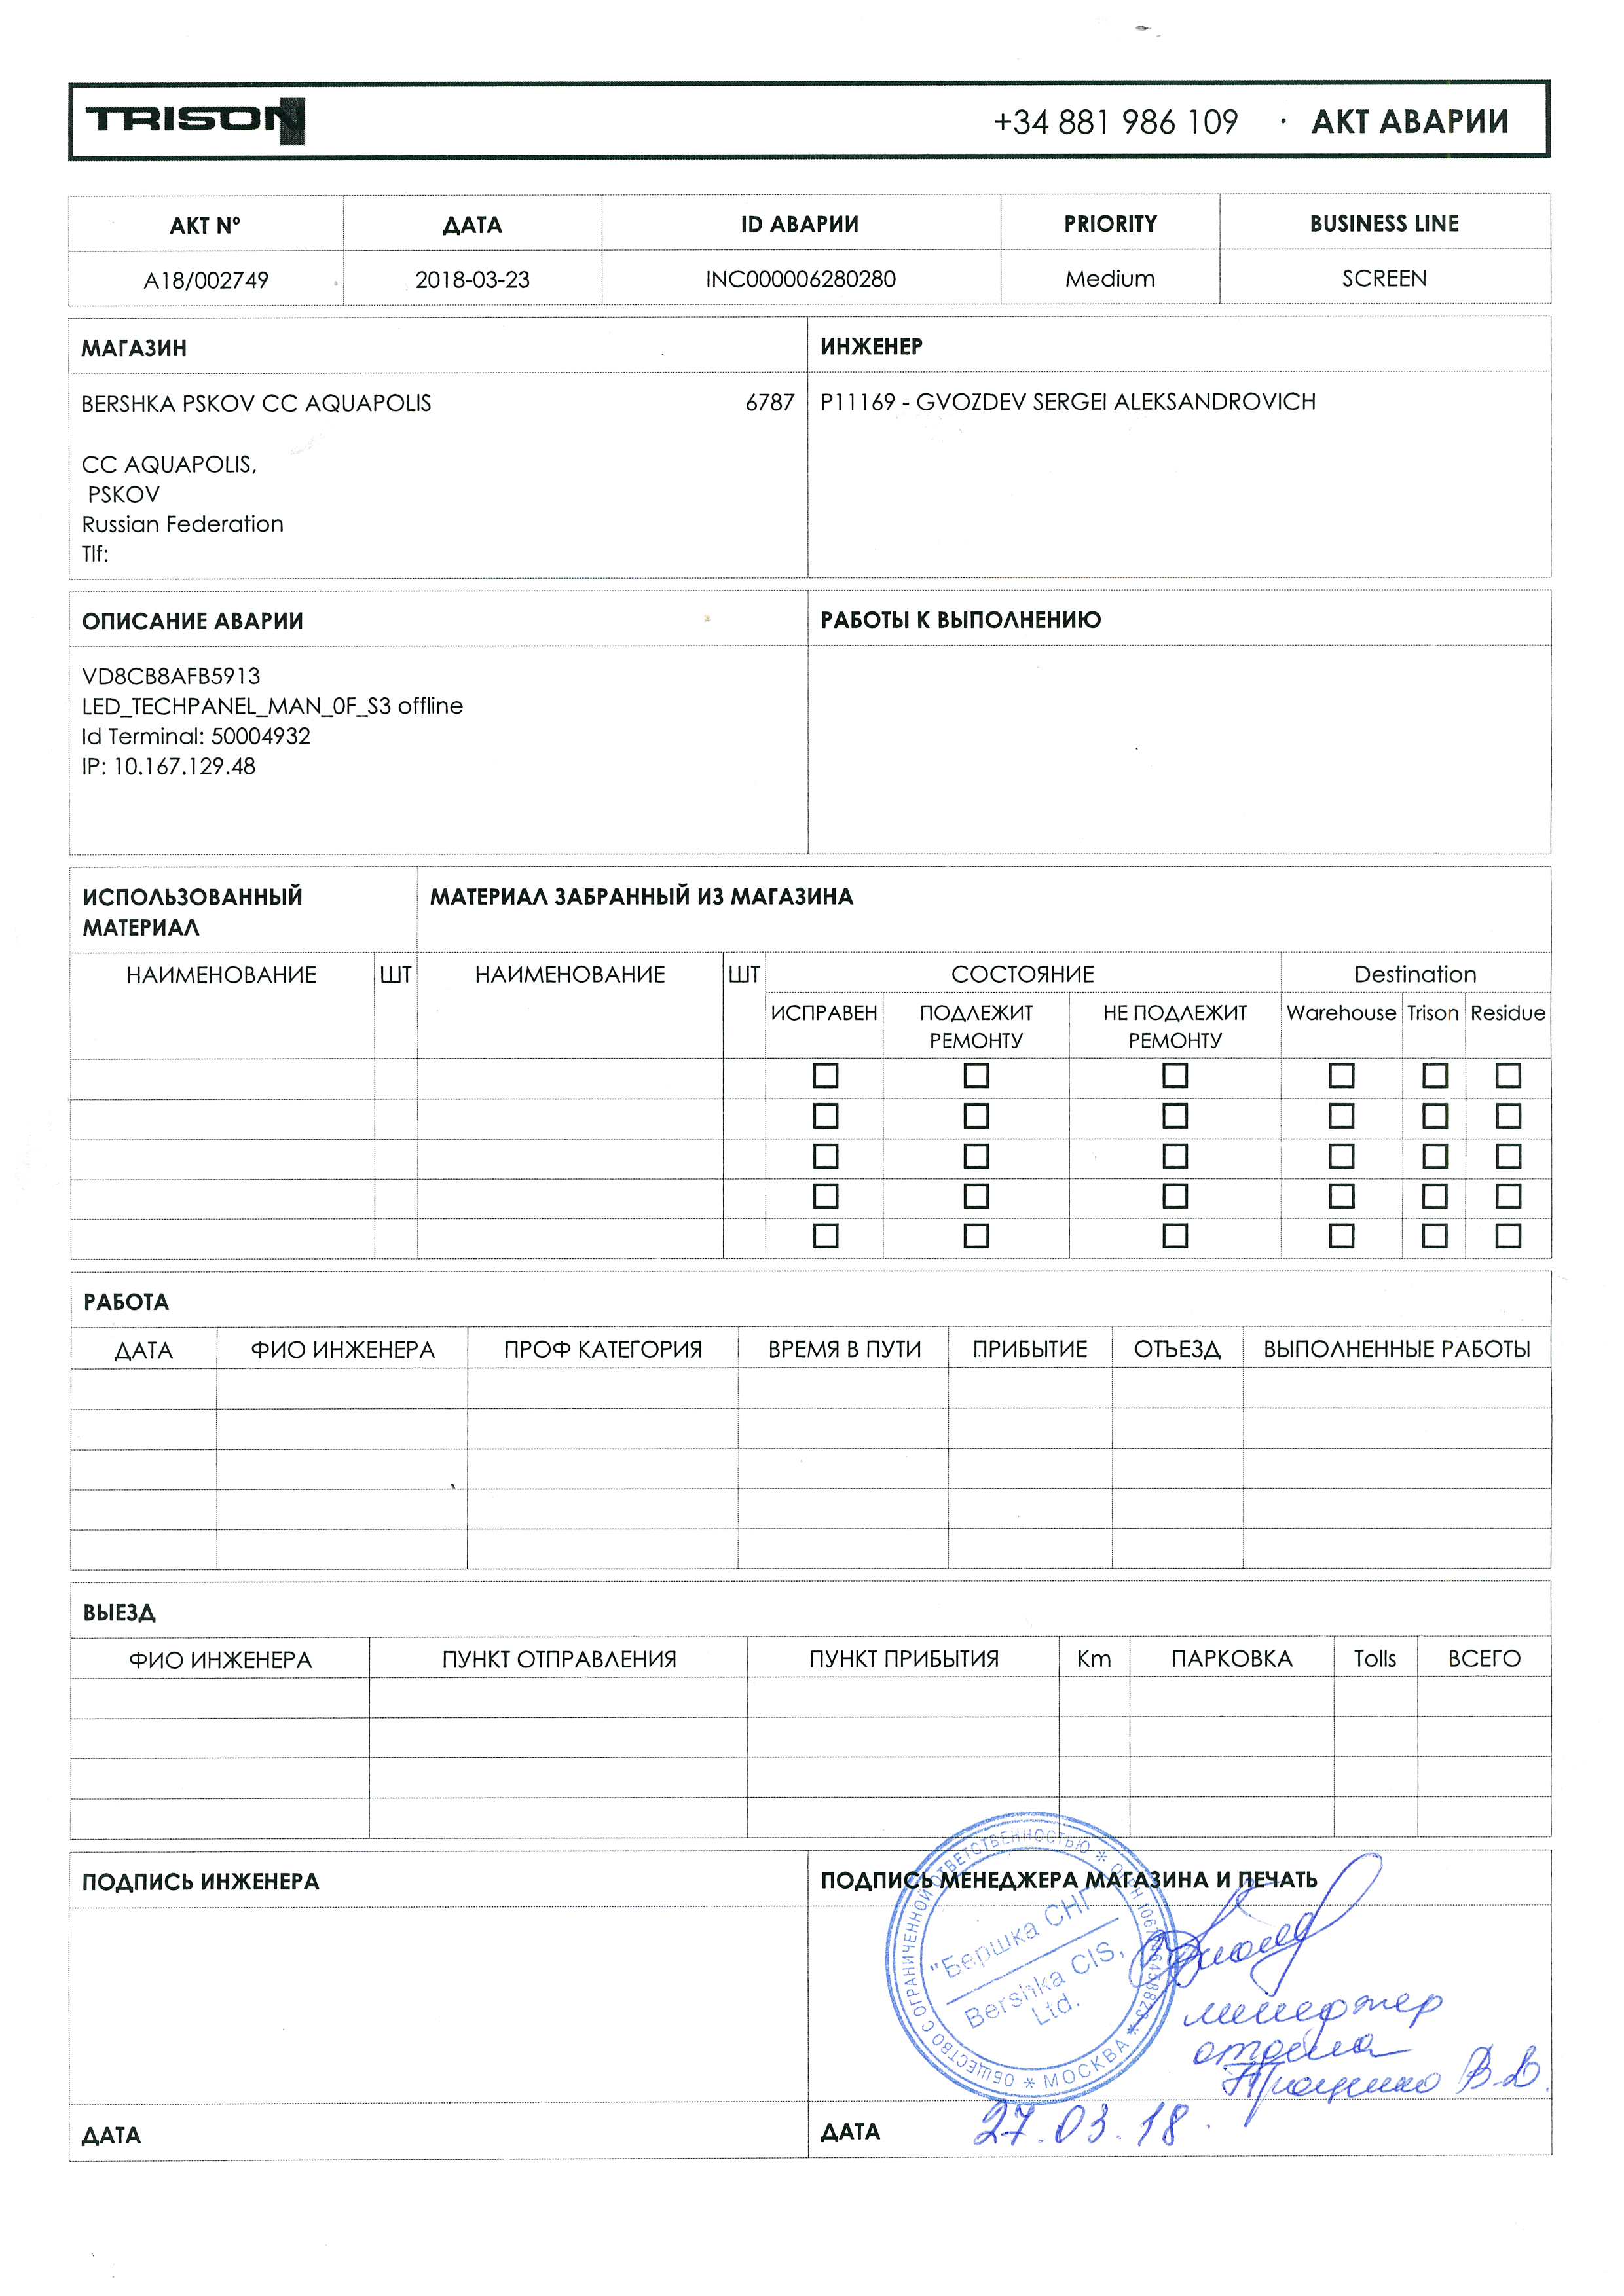 TRISON
+34 881 986 109 · АКТ АВАРИИ
АКТ Nº ДАТА ID АВАРИИ PRIORITY BUSINESS LINE
A18/002749 2018-03-23 INC000006280280 Medium SCREEN
МАГАЗИН ИНЖЕНЕР
BERSHKA PSKOV CC AQUAPOLIS 6787 P11169 - GVOZDEV SERGEI ALEKSANDROVICH
CC AQUAPOLIS,
PSKOV
Russian Federation
Tlf:
ОПИСАНИЕ АВАРИИ РАБОТЫ К ВЫПОЛНЕНИЮ
VD8CB8AFB5913
LED_TECHPANEL_MAN_0F_S3 offline
Id Terminal: 50004932
IP: 10.167.129.48
ИСПОЛЬЗОВАННЫЙ МАТЕРИАЛ ЗАБРАННЫЙ ИЗ МАГАЗИНА
МАТЕРИАЛ
НАИМЕНОВАНИЕ ШТ НАИМЕНОВАНИЕ ШТ СОСТОЯНИЕ Destination
ИСПРАВЕН ПОДЛЕЖИТ НЕ ПОДЛЕЖИТ Warehouse Trison Residue
РЕМОНТУ РЕМОНТУ
РАБОТА
ДАТА ФИО ИНЖЕНЕРА ПРОФ КАТЕГОРИЯ ВРЕМЯ В ПУТИ ПРИБЫТИЕ ОТЪЕЗД ВЫПОЛНЕННЫЕ РАБОТЫ
ВЫЕЗД
ФИО ИНЖЕНЕРА ПУНКТ ОТПРАВЛЕНИЯ ПУНКТ ПРИБЫТИЯ Km ПАРКОВКА Tolls ВСЕГО
ПОДПИСЬ ИНЖЕНЕРА ПОДПИСЬ МЕНЕДЖЕРА МАГАЗИНА И ПЕЧАТЬ
ОБЩЕСТВО С ОГРАНИЧЕННОЙ ОТВЕТСТВЕННОСТЬЮ * ОГРН
* МОСКВА *
"Бершка СНГ"
Bershka CIS,
Ltd.
менеджер
отдела
В.В.
ДАТА ДАТА 27.03.18.